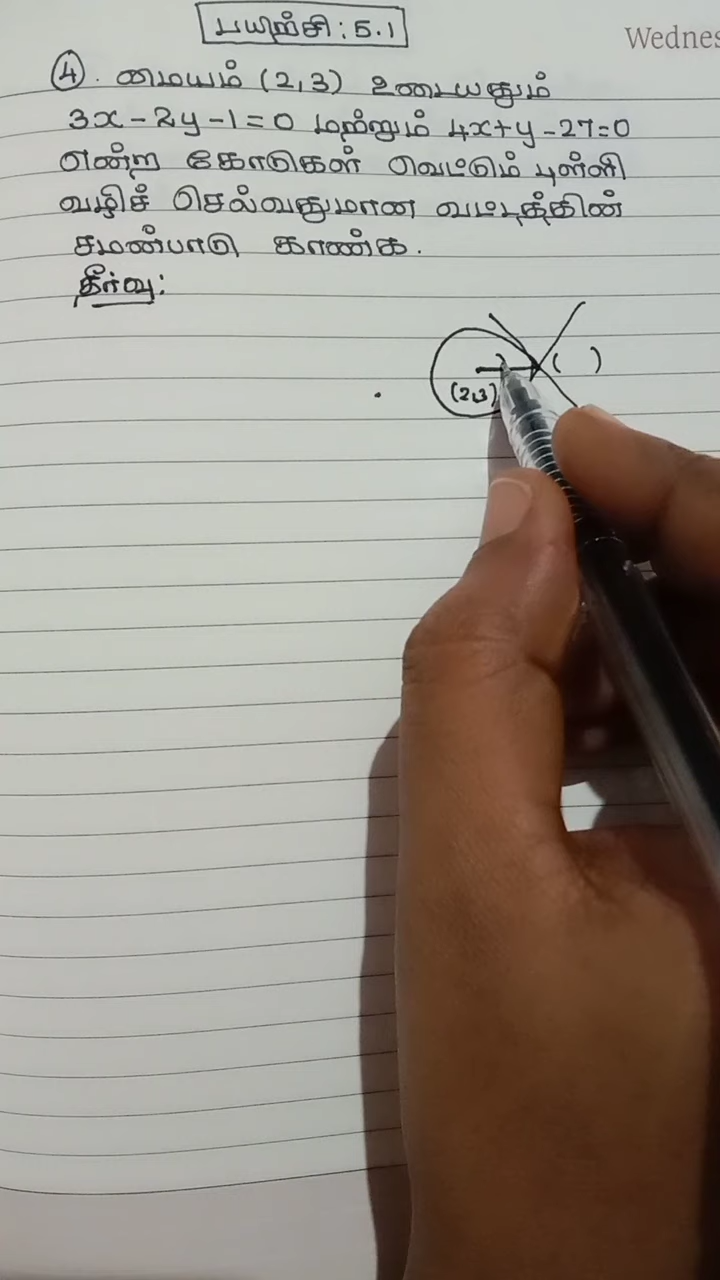 பயிற்சி : 5.1
Wednes
4. மையம் (2,3) உடையதும்
3x - 2y - 1 = 0 மற்றும் 4x+y -27=0
என்ற கோடுகள் வெட்டும் புள்ளி
வழிச் செல்வதுமான வட்டத்தின்
சமன்பாடு காண்க.
தீர்வு:
( )
(2,3)